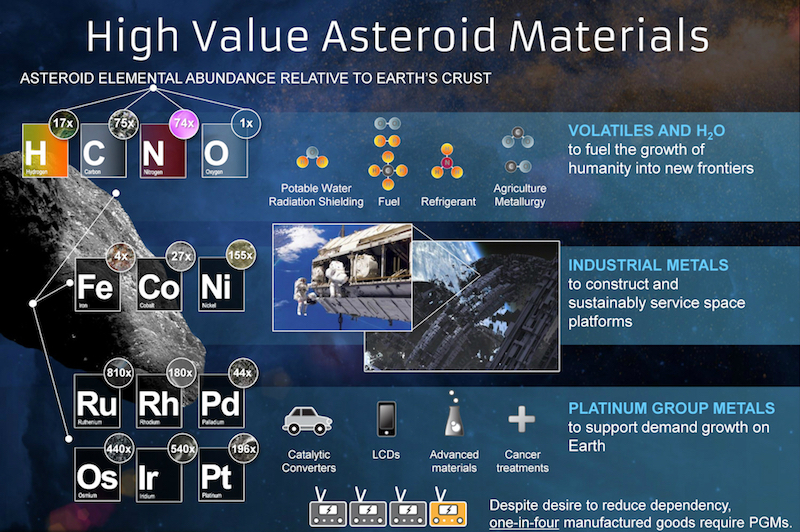 High Value Asteroid Materials
ASTEROID ELEMENTAL ABUNDANCE RELATIVE TO EARTH'S CRUST
17x
75x
74x
1x
H
C
N
O
Hydrogen
Carbon
Nitrogen
Oxygen
Potable Water
Radiation Shielding
Fuel
Refrigerant
Agriculture
Metallurgy
VOLATILES AND H₂O
to fuel the growth of
humanity into new frontiers
4x
27x
155x
Fe
Co
Ni
Iron
Cobalt
Nickel
INDUSTRIAL METALS
to construct and
sustainably service space
platforms
810x
180x
44x
Ru
Rh
Pd
Ruthenium
Rhodium
Palladium
440x
540x
196x
Os
Ir
Pt
Osmium
Iridium
Platinum
Catalytic
Converters
LCDs
Advanced
materials
Cancer
treatments
PLATINUM GROUP METALS
to support demand growth on
Earth
Despite desire to reduce dependency,
one-in-four manufactured goods require PGMs.